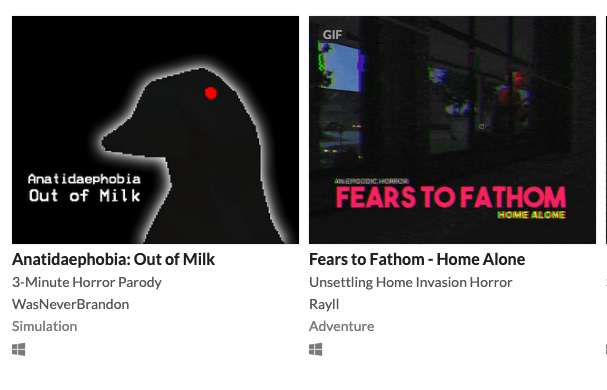 Anatidaephobia
Out of Milk
Anatidaephobia: Out of Milk
3-Minute Horror Parody
WasNeverBrandon
Simulation
GIF
AN EPISODIC HORROR
FEARS TO FATHOM
HOME ALONE
Fears to Fathom - Home Alone
Unsettling Home Invasion Horror
Rayll
Adventure